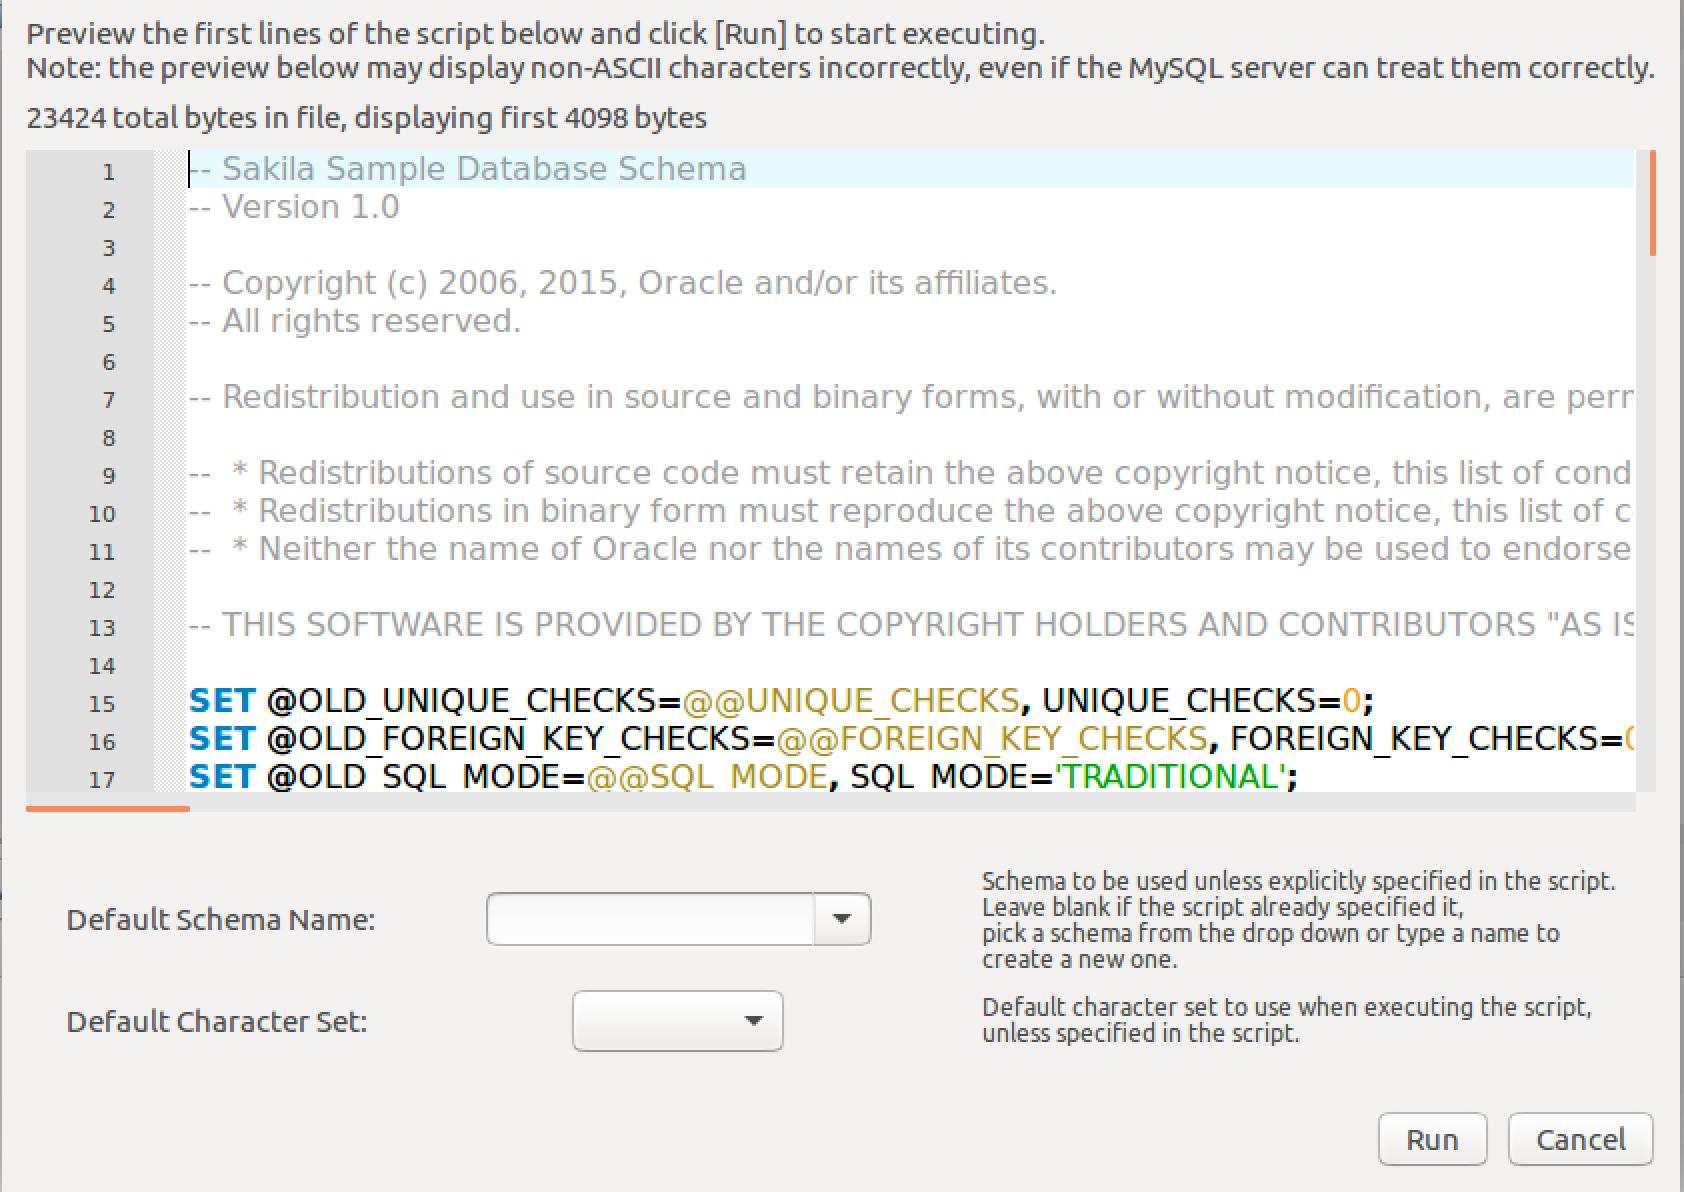 Preview the first lines of the script below and click [Run] to start executing.
Note: the preview below may display non-ASCII characters incorrectly, even if the MySQL server can treat them correctly.
23424 total bytes in file, displaying first 4098 bytes
1 -- Sakila Sample Database Schema
2 -- Version 1.0
3
4 -- Copyright (c) 2006, 2015, Oracle and/or its affiliates.
5 -- All rights reserved.
6
7 -- Redistribution and use in source and binary forms, with or without modification, are
8
9 -- * Redistributions of source code must retain the above copyright notice, this list of cond
10 -- * Redistributions in binary form must reproduce the above copyright notice, this list of c
11 -- * Neither the name of Oracle nor the names of its contributors may be used to endorse
12
13 -- THIS SOFTWARE IS PROVIDED BY THE COPYRIGHT HOLDERS AND CONTRIBUTORS "AS IS
14
15 SET @OLD_UNIQUE_CHECKS=@@UNIQUE_CHECKS, UNIQUE_CHECKS=0;
16 SET @OLD_FOREIGN_KEY_CHECKS=@@FOREIGN_KEY_CHECKS, FOREIGN_KEY_CHECKS=0
17 SET @OLD_SQL_MODE=@@SQL_MODE, SQL_MODE='TRADITIONAL';
Default Schema Name:
Schema to be used unless explicitly specified in the script.
Leave blank if the script already specified it,
pick a schema from the drop down or type a name to
create a new one.
Default Character Set:
Default character set to use when executing the script,
unless specified in the script.
Run Cancel